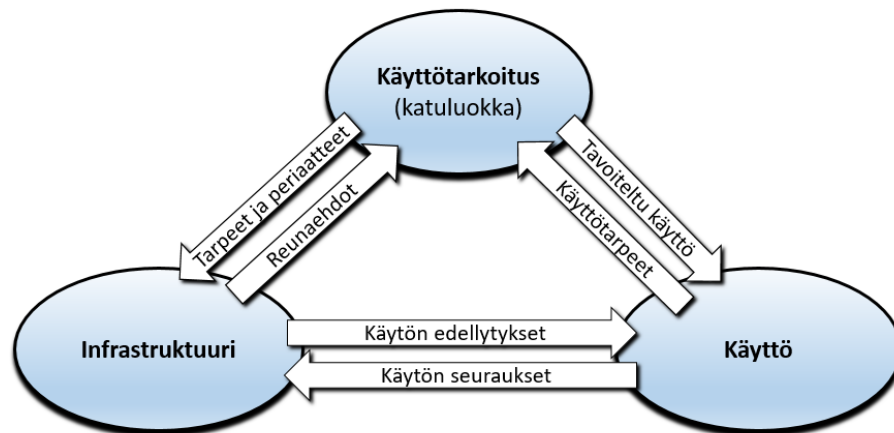 Käyttötarkoitus
(katuluokka)
Tarpeet ja periaatteet
Reunaehdot
Tavoiteltu käyttö
Käyttötarpeet
Infrastruktuuri
Käytön edellytykset
Käytön seuraukset
Käyttö